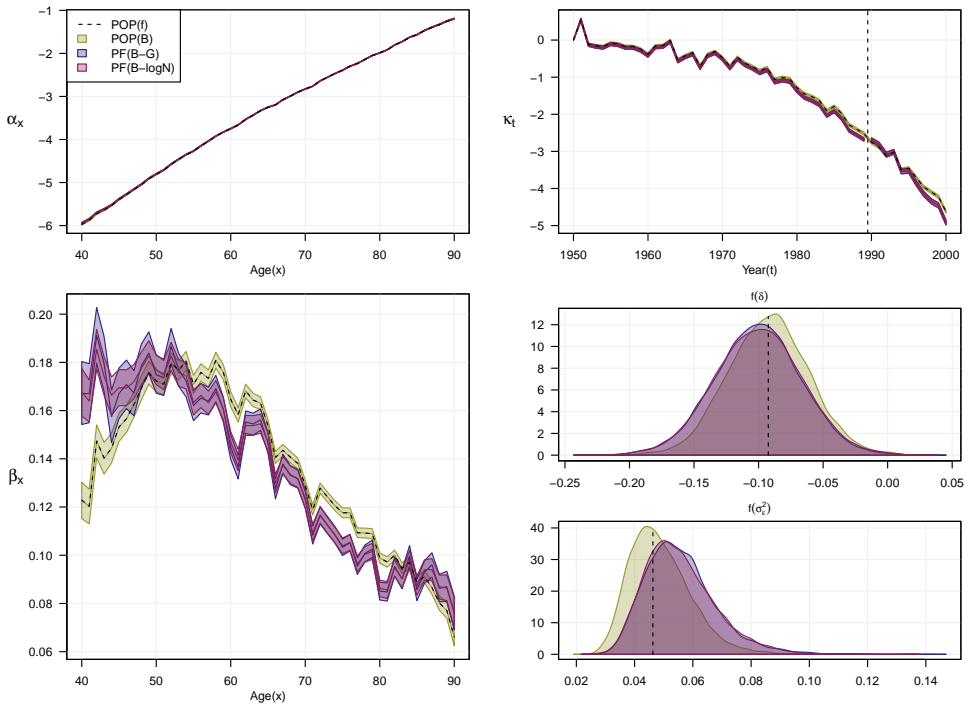 −1
−2
−3
−4
−5
−6
α_x
40 50 60 70 80 90
Age(x)
POP(f)
POP(B)
PF(B−G)
PF(B−logN)
0
−1
−2
−3
−4
−5
κ_t
1950 1960 1970 1980 1990 2000
Year(t)
0.20
0.18
0.16
0.14
0.12
0.10
0.08
0.06
β_x
40 50 60 70 80 90
Age(x)
f(δ)
12
10
8
6
4
2
0
−0.25 −0.20 −0.15 −0.10 −0.05 0.00 0.05
f(σ²_ε)
40
30
20
10
0
0.02 0.04 0.06 0.08 0.10 0.12 0.14